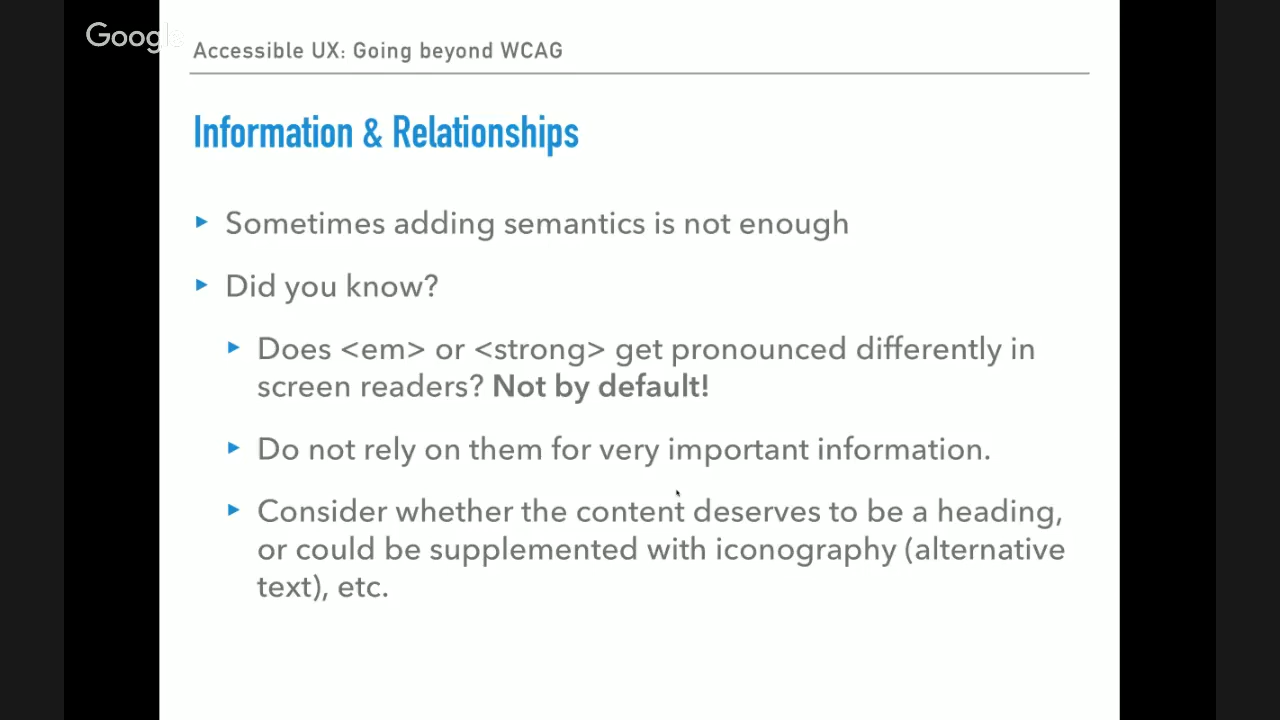 Google
Accessible UX: Going beyond WCAG
Information & Relationships
Sometimes adding semantics is not enough
Did you know?
Does <em> or <strong> get pronounced differently in
screen readers? Not by default!
Do not rely on them for very important information.
Consider whether the content deserves to be a heading,
or could be supplemented with iconography (alternative
text), etc.